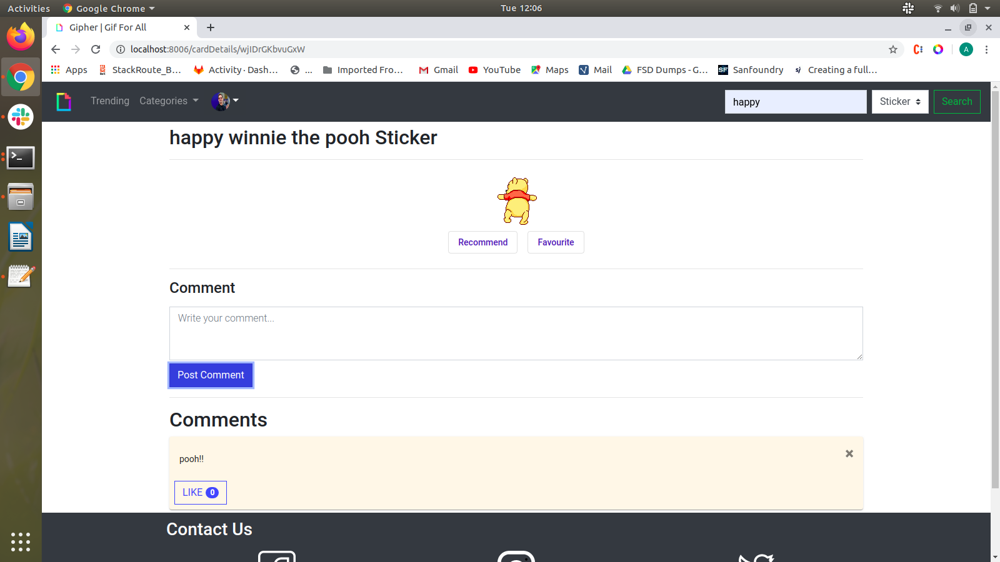 Activities Google Chrome Tue 12:06
Gipher | Gif For All
localhost:8006/cardDetails/wjIDrGKbvuGxW
A
Apps StackRoute_B... Activity · Dash... ... Imported Fro... Gmail YouTube Maps Mail FSD Dumps - G... SF Sanfoundry sj Creating a full...
Trending Categories happy Sticker Search
happy winnie the pooh Sticker
Recommend Favourite
Comment
Write your comment...
Post Comment
Comments
pooh!!
LIKE 0
Contact Us